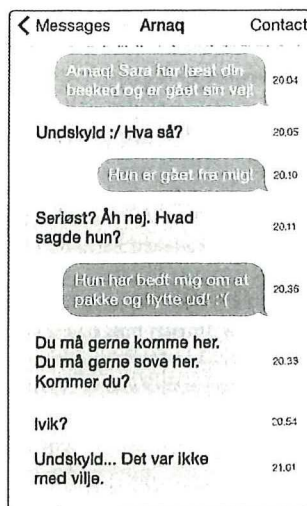 Messages Arnaq Contact
Arnaq! Sara har læst din
besked og er gået sin vej!
20.04
Undskyld :/ Hva så?
20.05
Hun er gået fra mig!
20.10
Seriøst? Åh nej. Hvad
sagde hun?
20.11
Hun har bedt mig om at
pakke og flytte ud! :'(
20.36
Du må gerne komme her.
Du må gerne sove her.
Kommer du?
20.39
Ivik?
20.54
Undskyld... Det var ikke
med vilje.
21.01